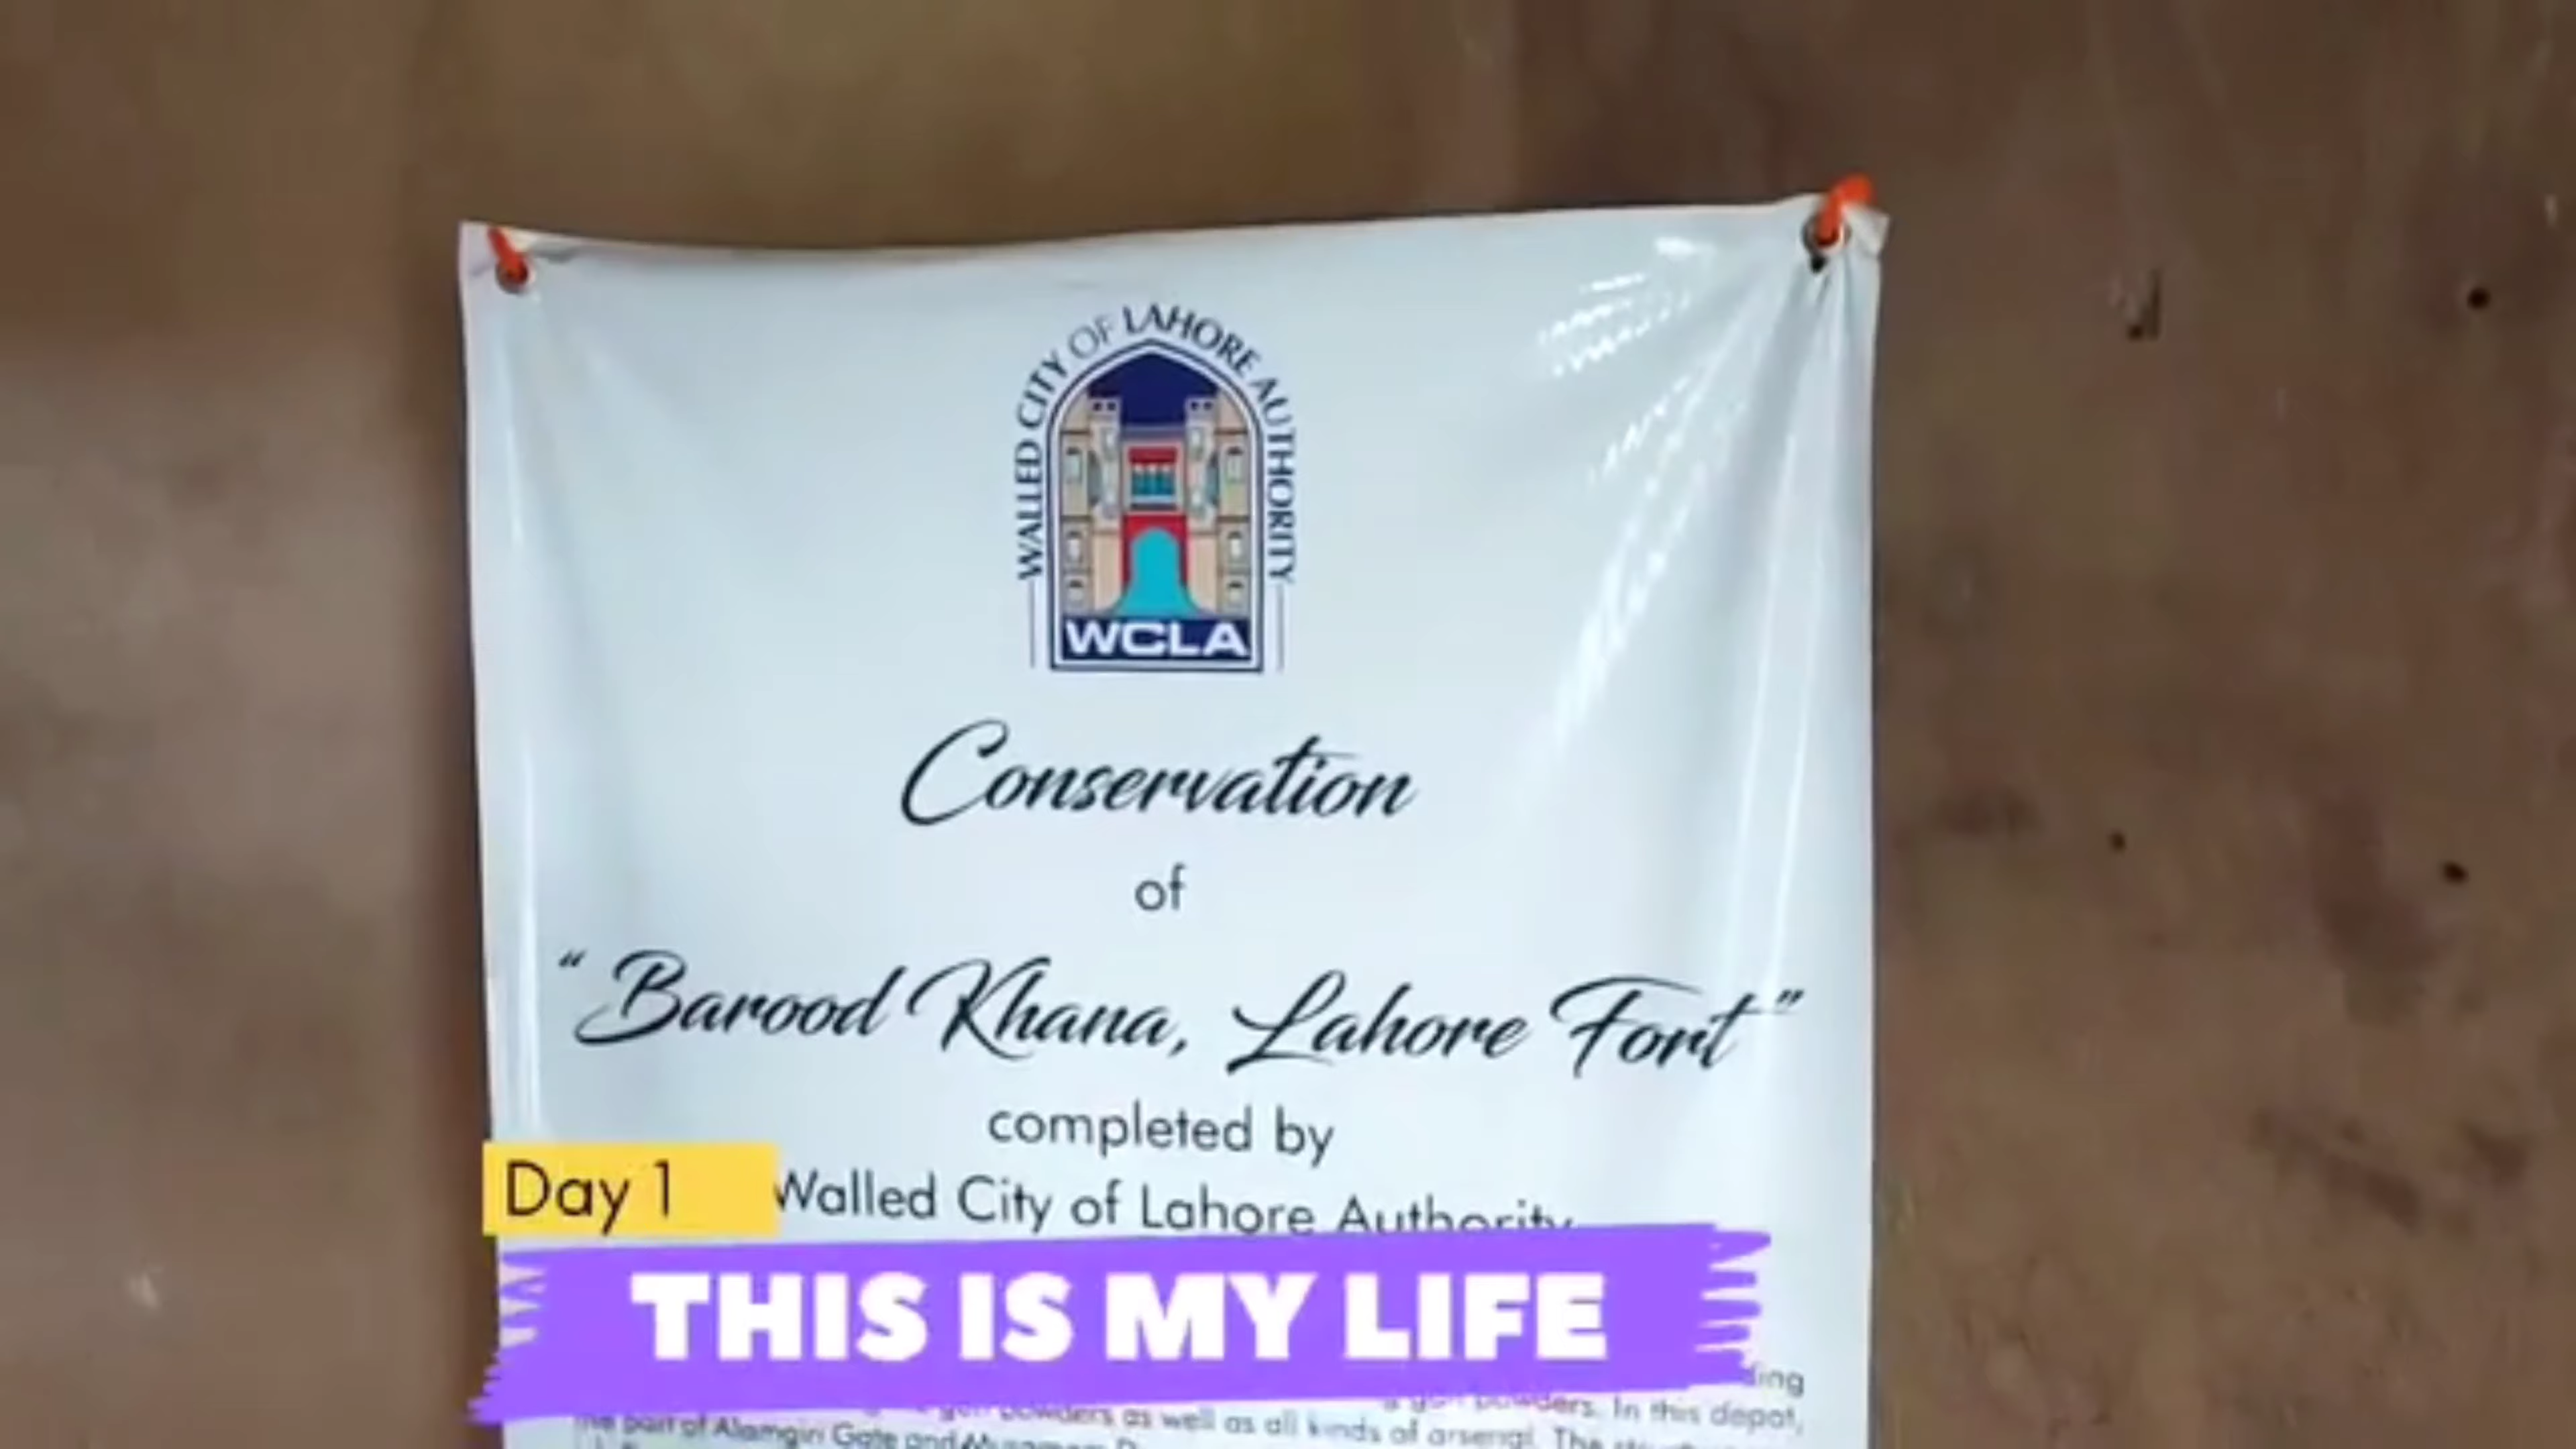 WALLED CITY OF LAHORE AUTHORITY
WCLA
Conservation
of
“Barood Khana, Lahore Fort”
completed by
Walled City of Lahore Authority
Day 1
THIS IS MY LIFE
powders. In this depot,
powders as well as all kinds of arsenal. The
part of Alamgiri Gate and